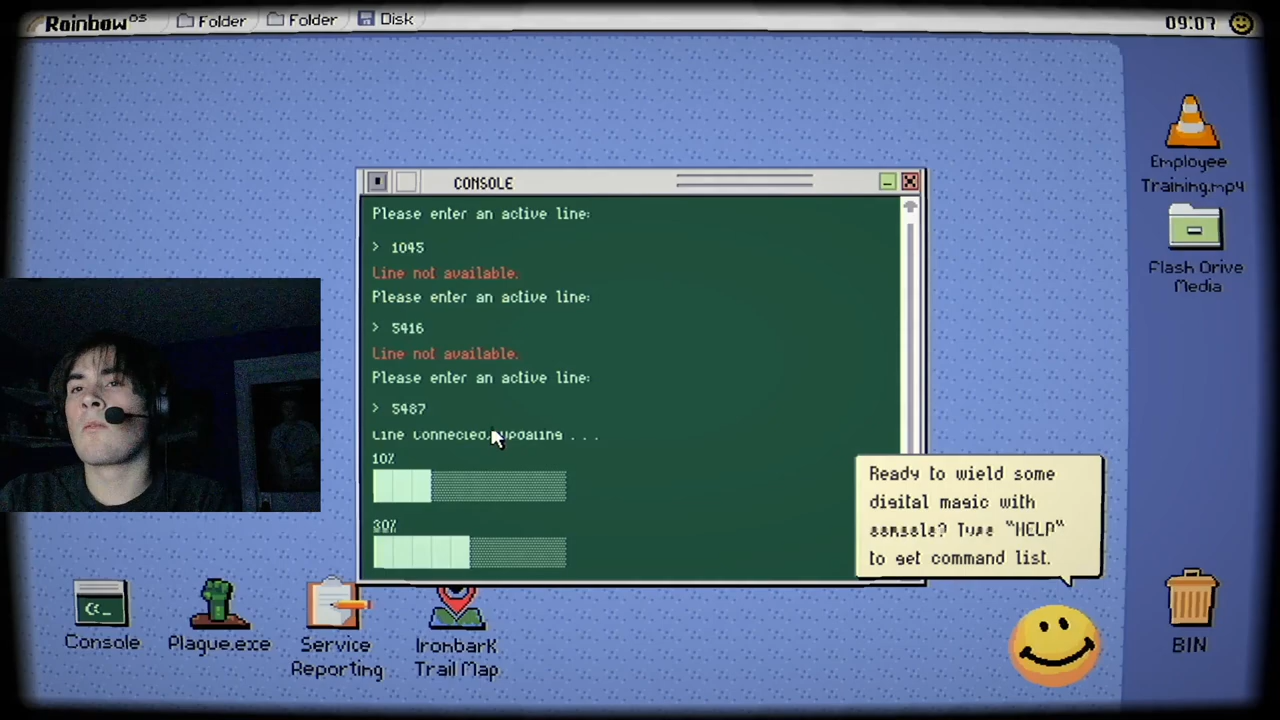 Rainbow OS
Folder
Folder
Disk
09:07
Employee
Training.mp4
Flash Drive
Media
CONSOLE
Please enter an active line:
> 1045
Line not available.
Please enter an active line:
> 5416
Line not available.
Please enter an active line:
> 5487
Line connected, updating . . .
10%
30%
Ready to wield some
digital magic with
console? Type "HELP"
to get command list.
Console
Plague.exe
Service
Reporting
Ironbark
Trail Map
BIN